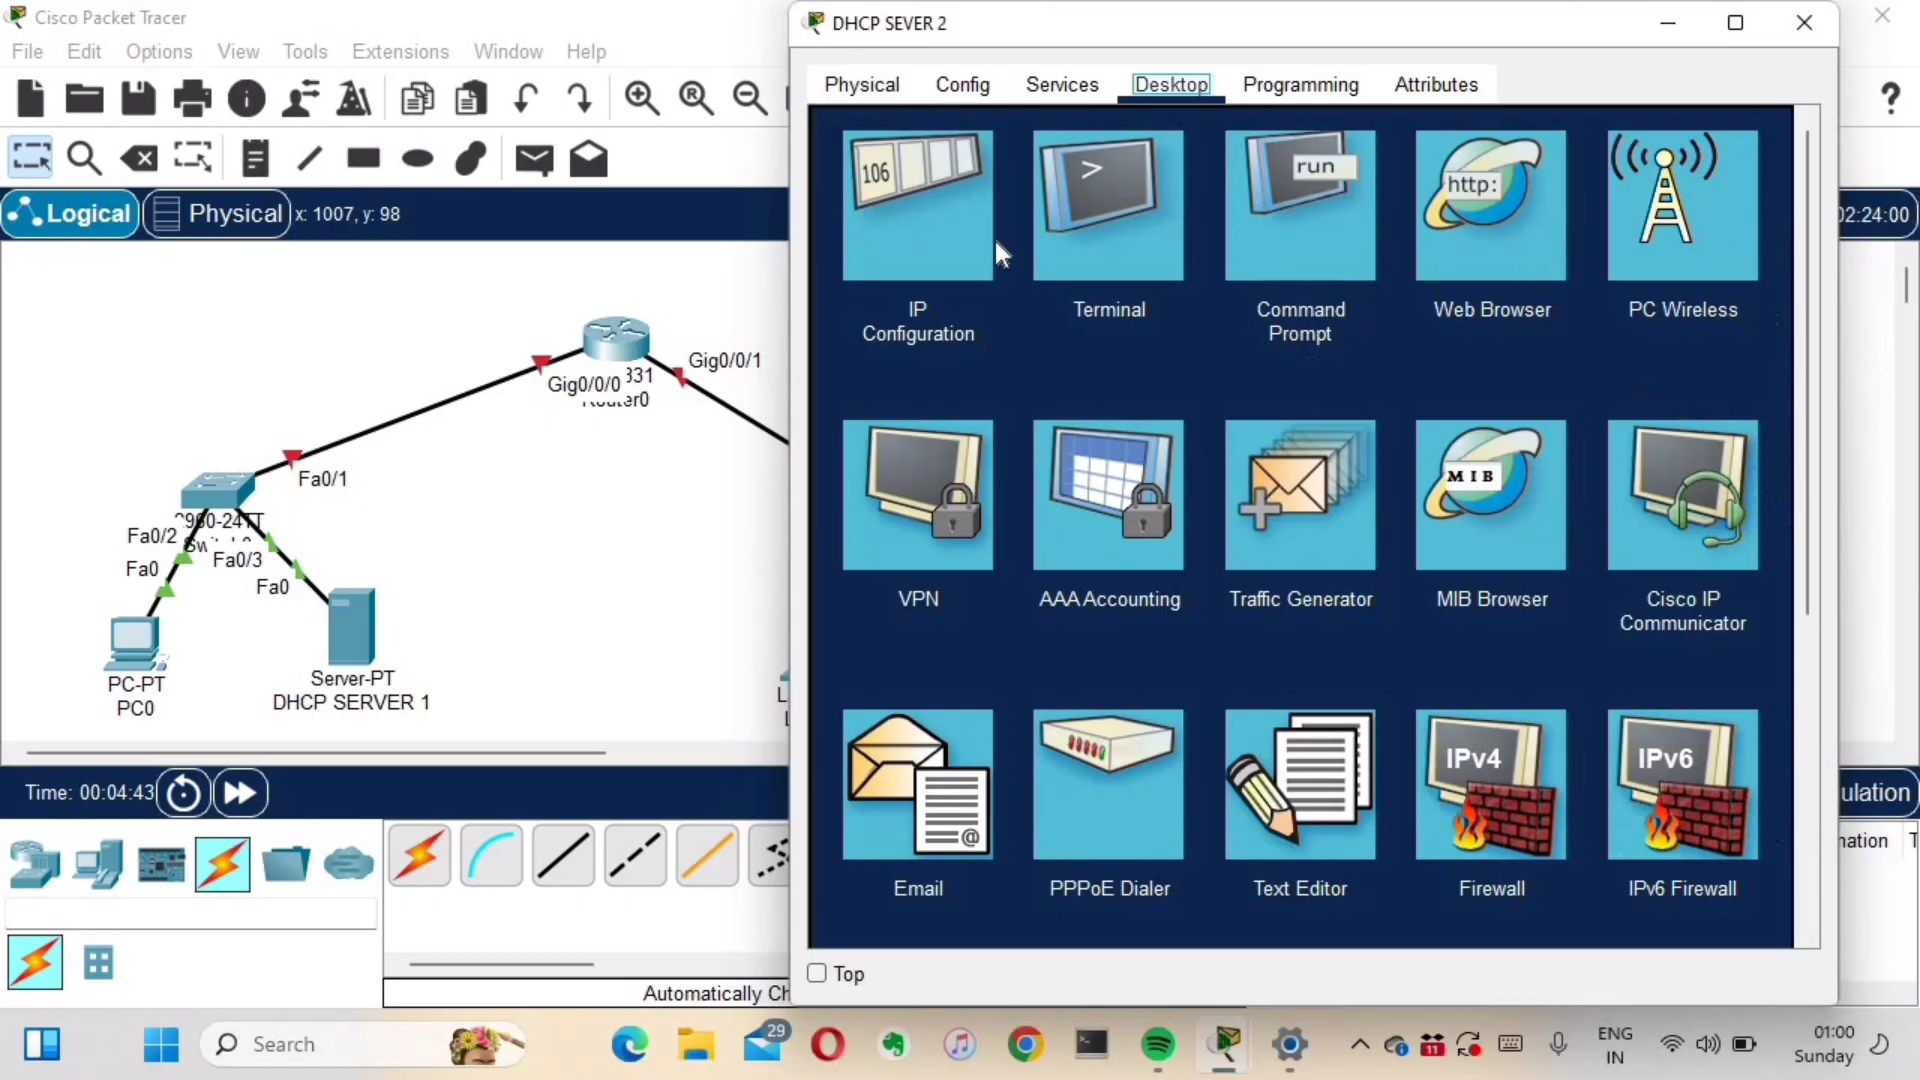 Cisco Packet Tracer
File Edit Options View Tools Extensions Window Help
Logical
Physical
x: 1007, y: 98
02:24:00
Gig0/0/1
331
Gig0/0/0
Fa0/1
Fa0/2
Fa0/3
Fa0
Fa0
PC-PT
PC0
Server-PT
DHCP SERVER 1
Time: 00:04:43
Automatically Ch
DHCP SEVER 2
Physical Config Services Desktop Programming Attributes
106
>
run
http:
IP
Configuration
Terminal
Command
Prompt
Web Browser
PC Wireless
MIB
VPN
AAA Accounting
Traffic Generator
MIB Browser
Cisco IP
Communicator
@
IPv4
IPv6
Email
PPPoE Dialer
Text Editor
Firewall
IPv6 Firewall
Top
ulation
nation
Search
29
11
ENG
IN
01:00
Sunday